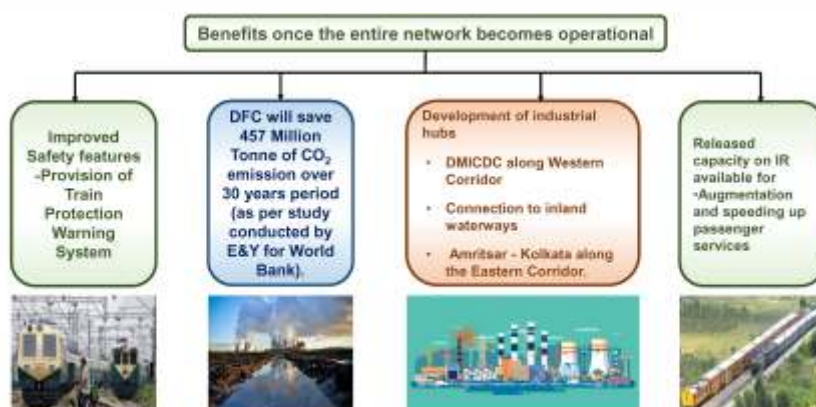 Benefits once the entire network becomes operational
Improved
Safety features
-Provision of
Train
Protection
Warning
System
DFC will save
457 Million
Tonne of CO₂
emission over
30 years period
(as per study
conducted by
E&Y for World
Bank).
Development of industrial
hubs
• DMICDC along Western
Corridor
• Connection to inland
waterways
• Amritsar - Kolkata along
the Eastern Corridor.
Released
capacity on IR
available for
-Augmentation
and speeding up
passenger
services